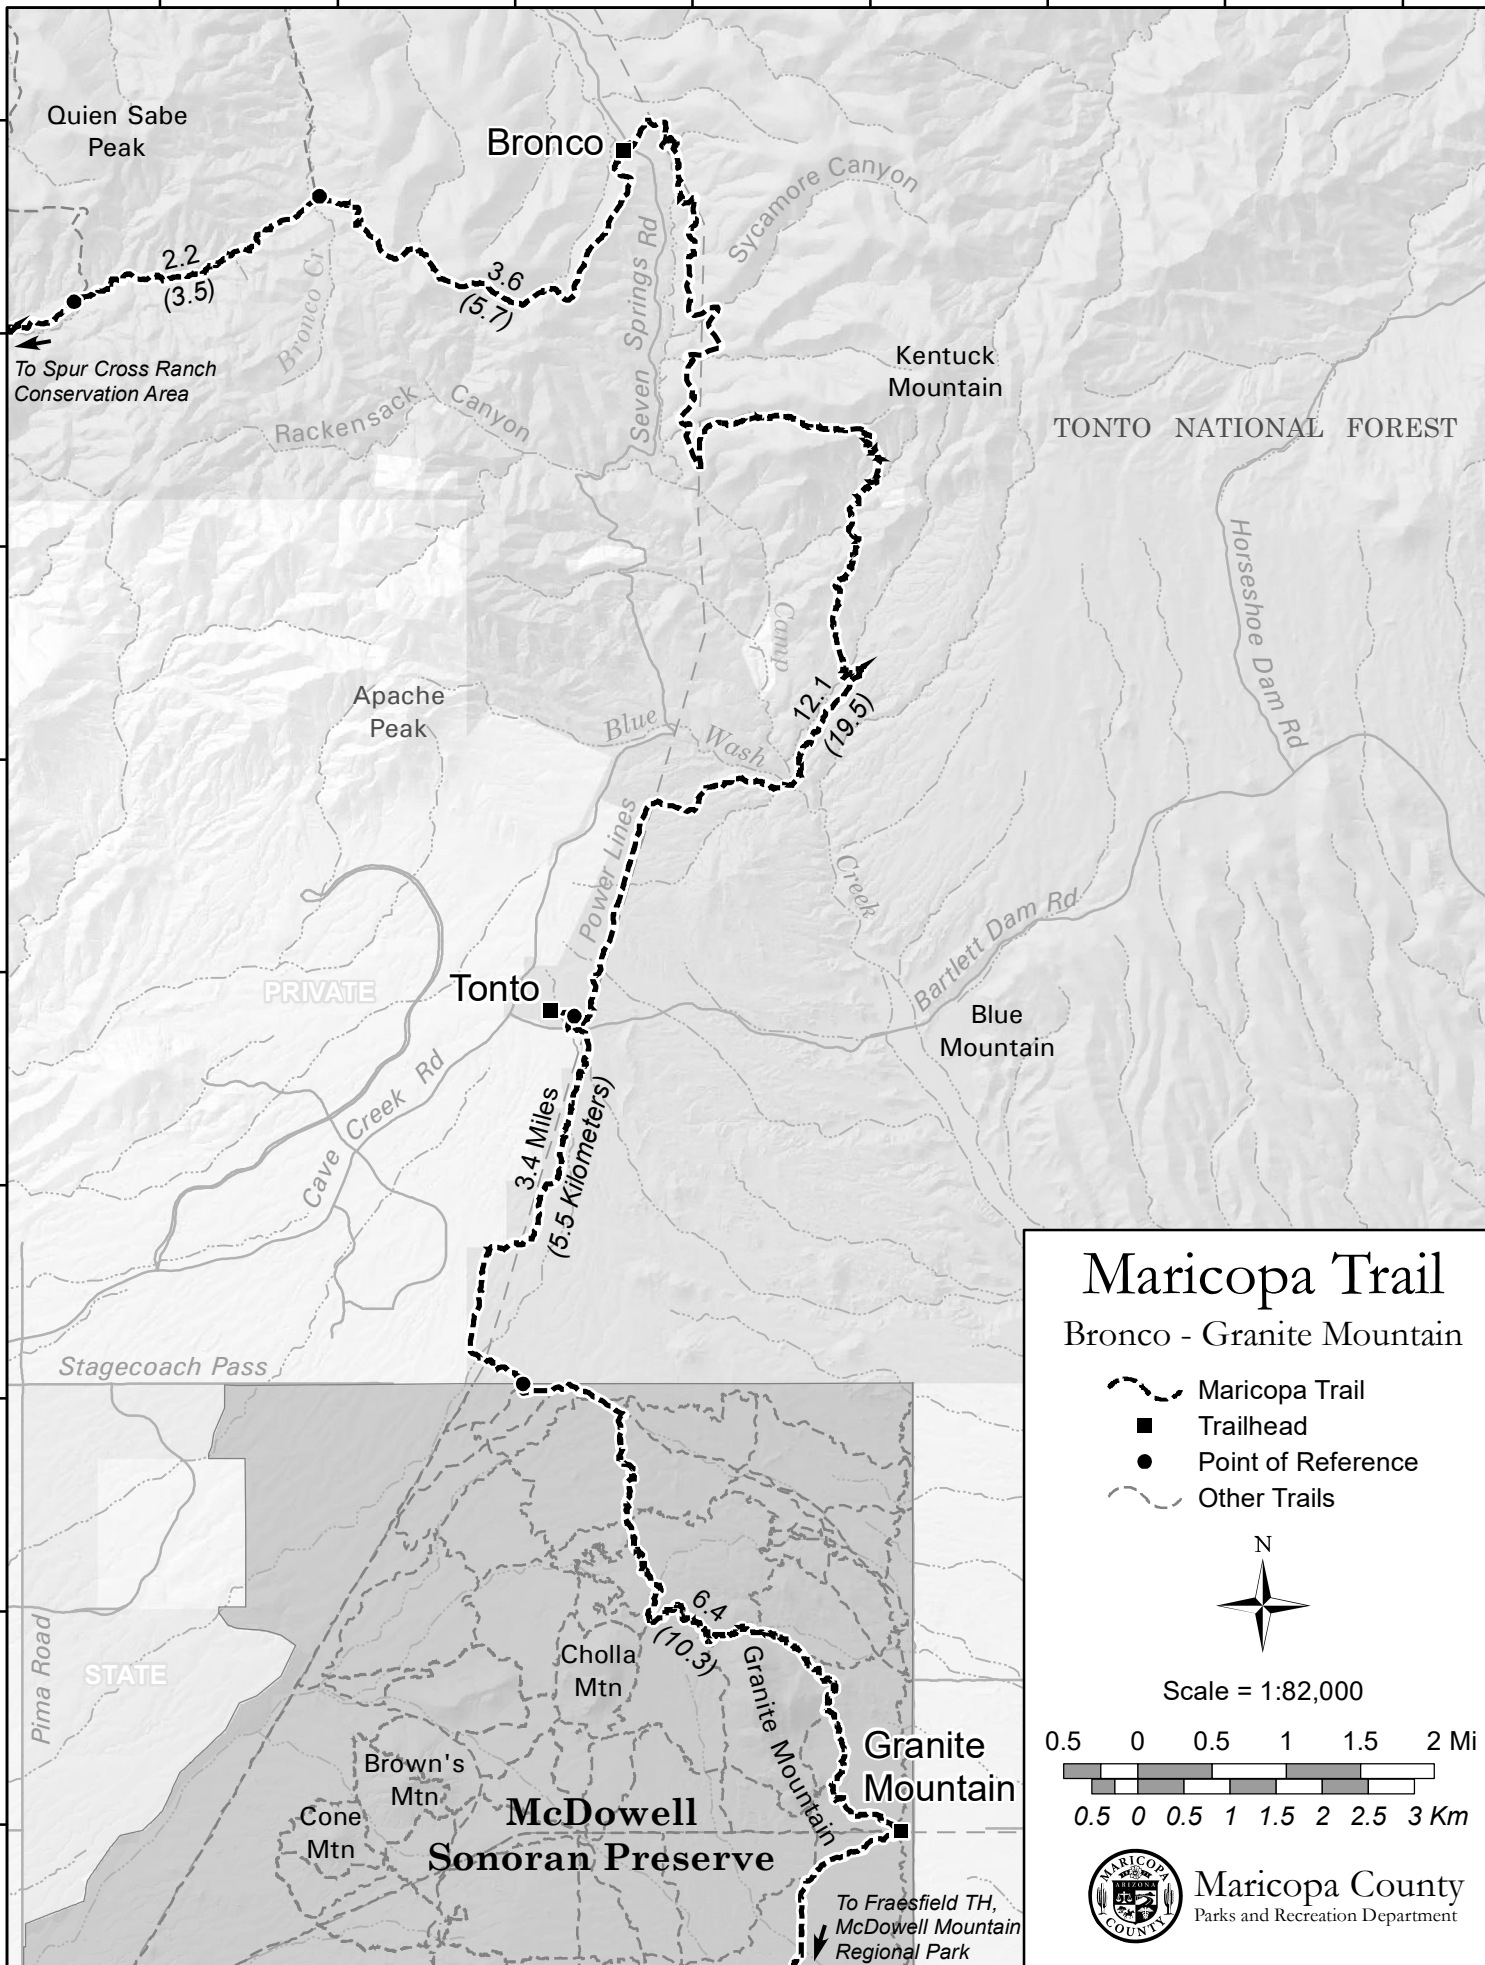 Quien Sabe
Peak
Bronco
Sycamore Canyon
2.2
(3.5)
3.6
(5.7)
Bronco Cr
Seven Springs Rd
To Spur Cross Ranch
Conservation Area
Kentuck
Mountain
Rackensack Canyon
TONTO NATIONAL FOREST
Horseshoe Dam Rd
Camp
Creek
Apache
Peak
12.1
(19.5)
Blue Wash
Power Lines
Bartlett Dam Rd
PRIVATE
Tonto
Blue
Mountain
Cave Creek Rd
3.4 Miles
(5.5 Kilometers)
Stagecoach Pass
Pima Road
STATE
6.4
(10.3)
Cholla
Mtn
Granite Mountain
Granite
Mountain
Brown's
Mtn
Cone
Mtn
McDowell
Sonoran Preserve
To Fraesfield TH,
McDowell Mountain
Regional Park
Maricopa Trail
Bronco - Granite Mountain
Maricopa Trail
Trailhead
Point of Reference
Other Trails
N
Scale = 1:82,000
0.5 0 0.5 1 1.5 2 Mi
0.5 0 0.5 1 1.5 2 2.5 3 Km
MARICOPA
ARIZONA
COUNTY
Maricopa County
Parks and Recreation Department